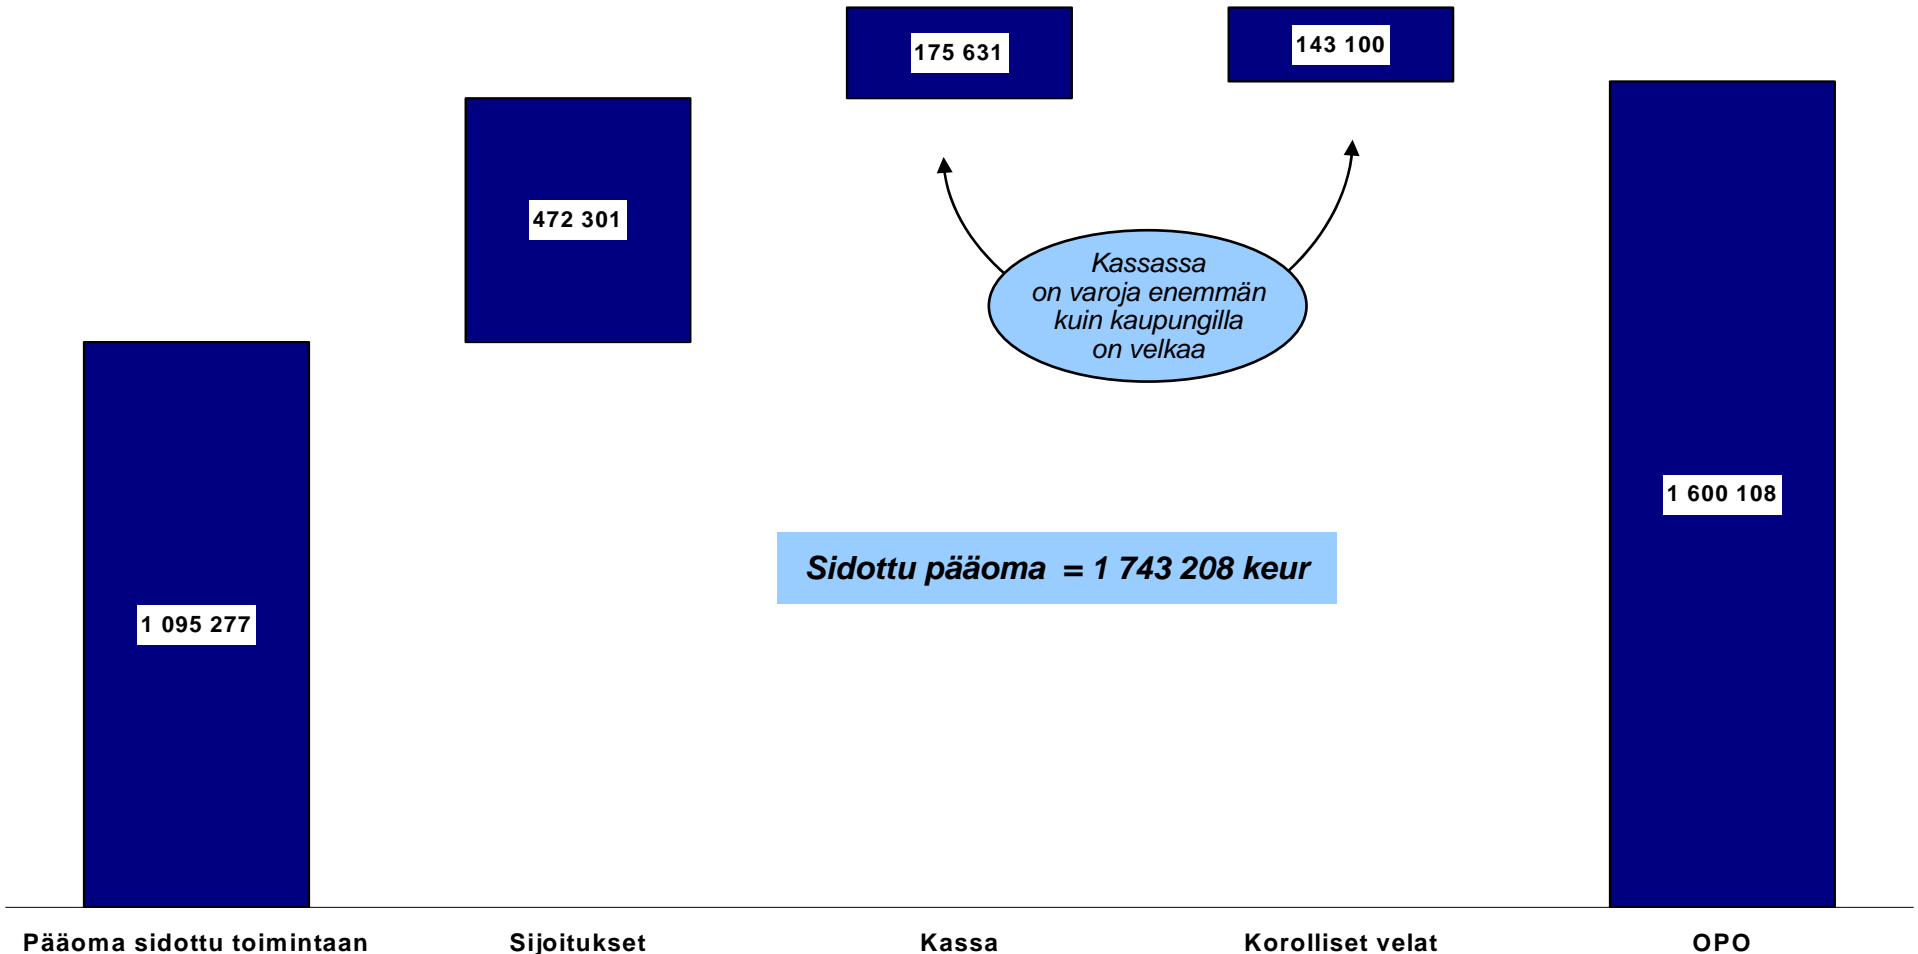 175 631
143 100
472 301
Kassassa
on varoja enemmän
kuin kaupungilla
on velkaa
1 600 108
Sidottu pääoma = 1 743 208 keur
1 095 277
Pääoma sidottu toimintaan
Sijoitukset
Kassa
Korolliset velat
OPO